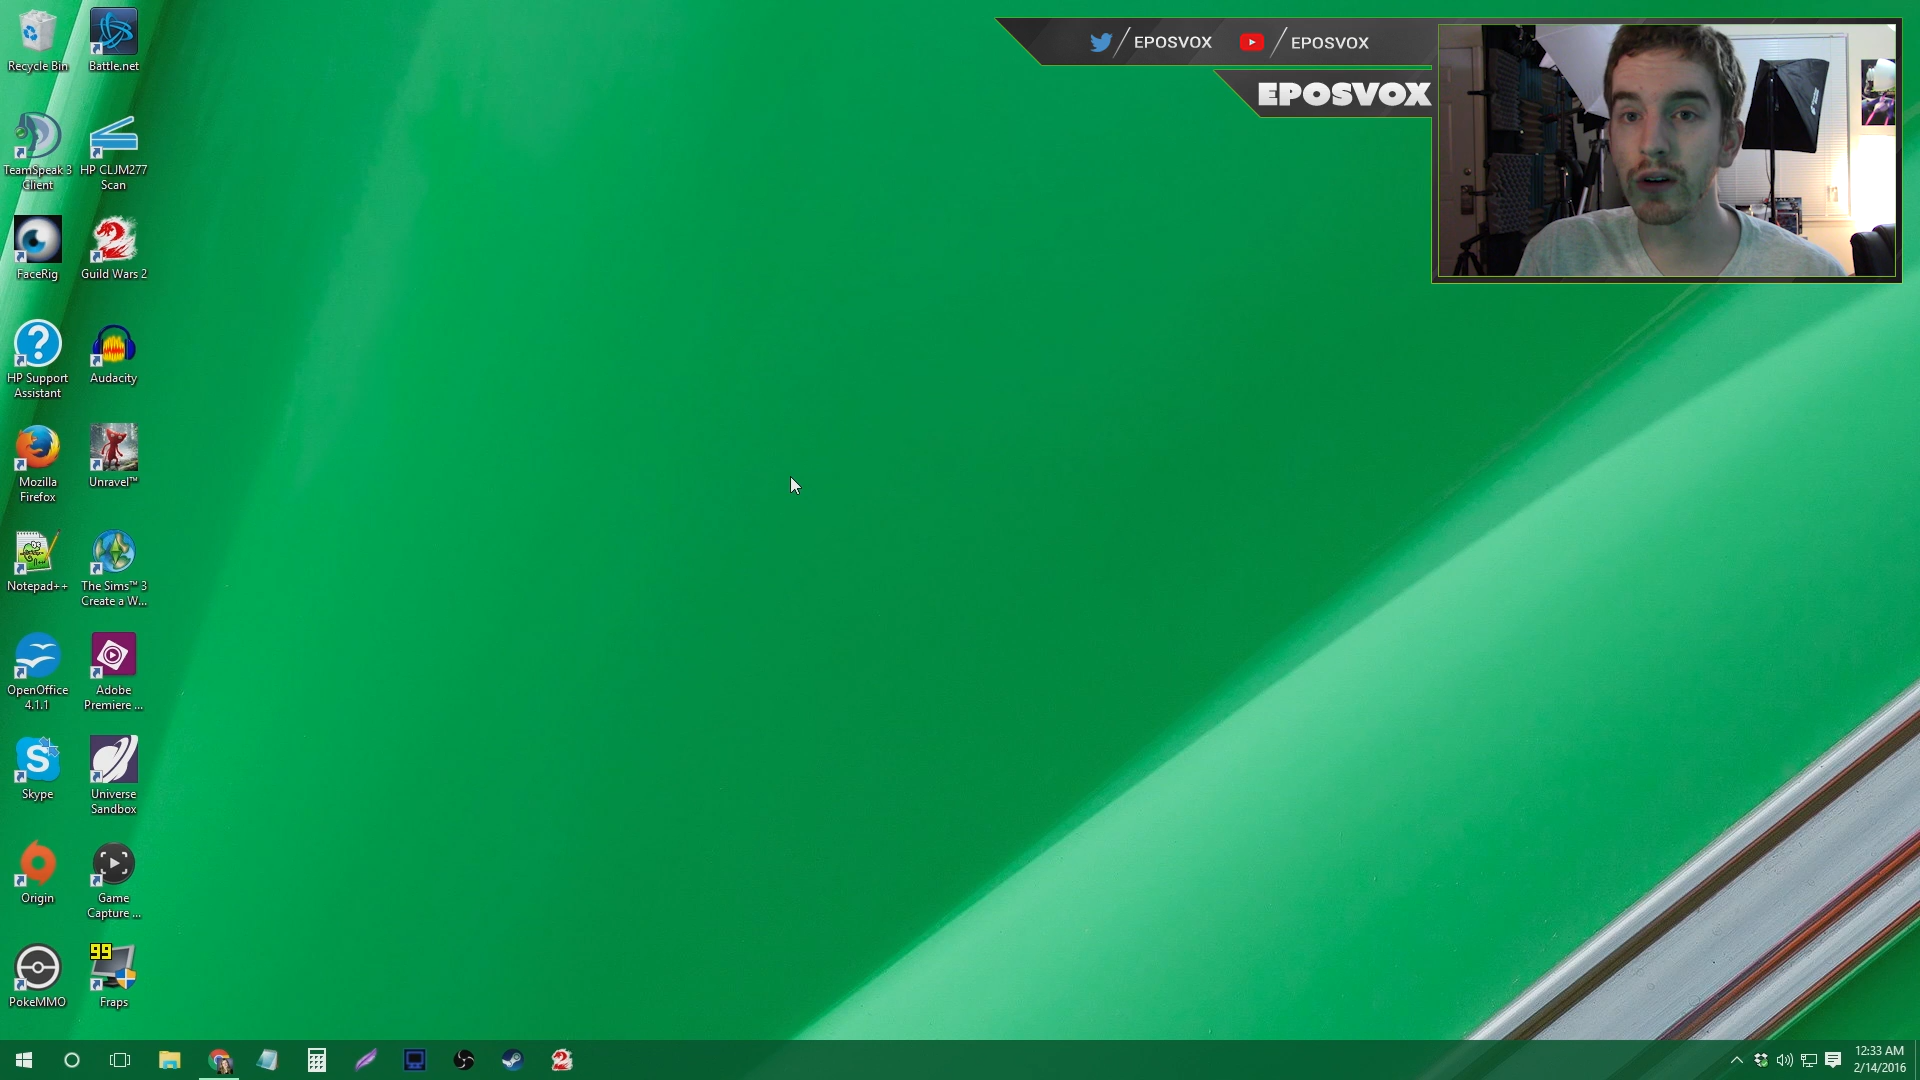 Recycle Bin
Battle.net
EPOSVOX
EPOSVOX
EPOSVOX
TeamSpeak 3
Client
HP CLJM277
Scan
FaceRig
Guild Wars 2
HP Support
Assistant
Audacity
Mozilla
Firefox
Unravel™
Notepad++
The Sims™ 3
Create a W...
OpenOffice
4.1.1
Adobe
Premiere ...
Skype
Universe
Sandbox
Origin
Game
Capture ...
99
PokeMMO
Fraps
12:33 AM
2/14/2016